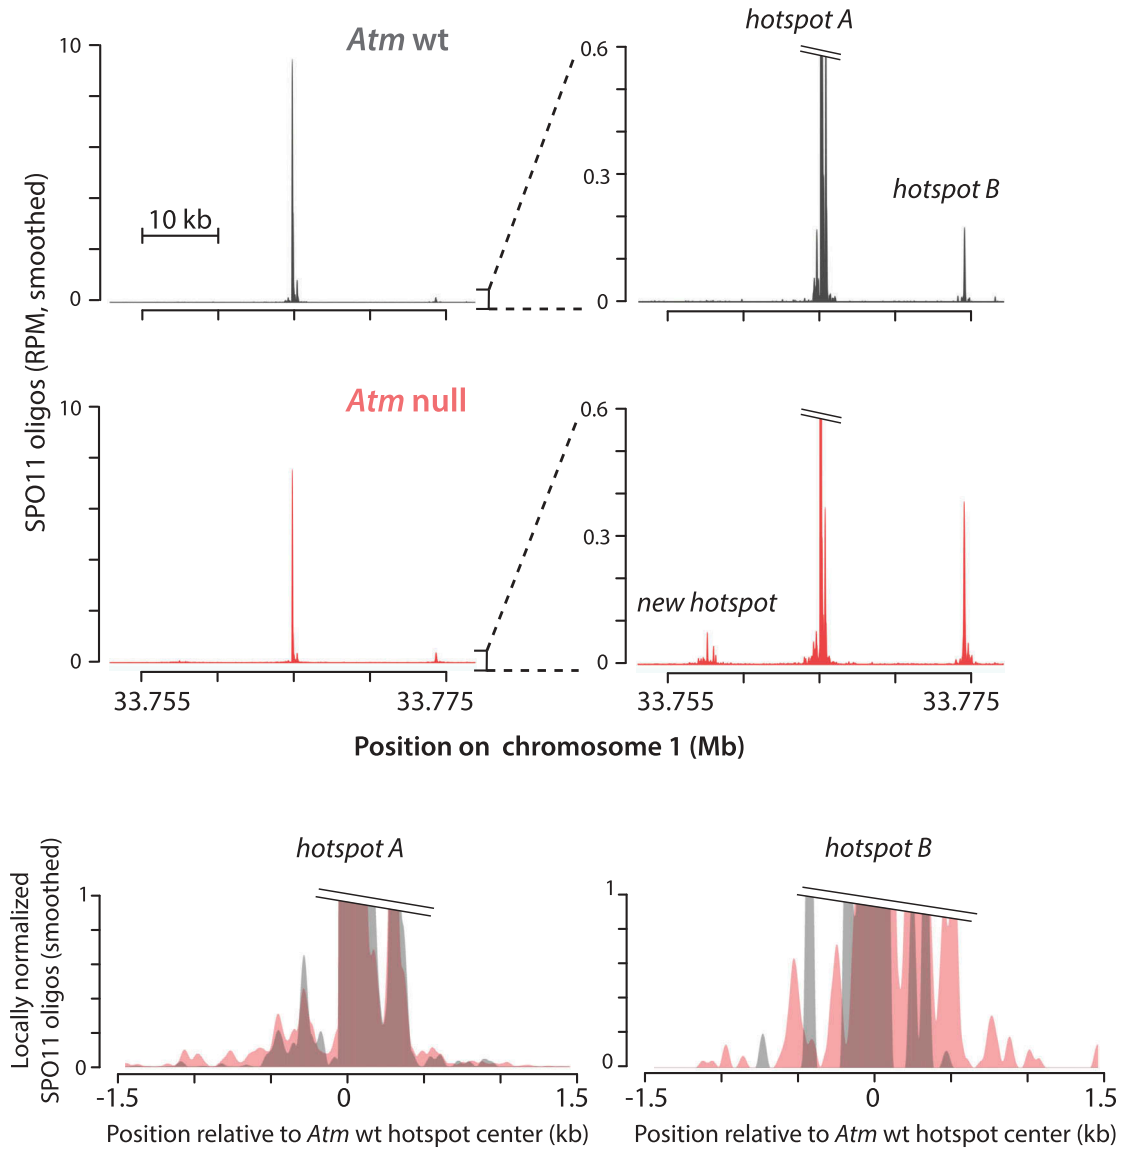 Atm wt
hotspot A
10
0
10 kb
0.6
0.3
0
hotspot B
SPO11 oligos (RPM, smoothed)
Atm null
10
0
0.6
0.3
0
new hotspot
33.755
33.775
33.755
33.775
Position on chromosome 1 (Mb)
hotspot A
Locally normalized
SPO11 oligos (smoothed)
1
0
-1.5
0
1.5
Position relative to Atm wt hotspot center (kb)
hotspot B
1
0
-1.5
0
1.5
Position relative to Atm wt hotspot center (kb)